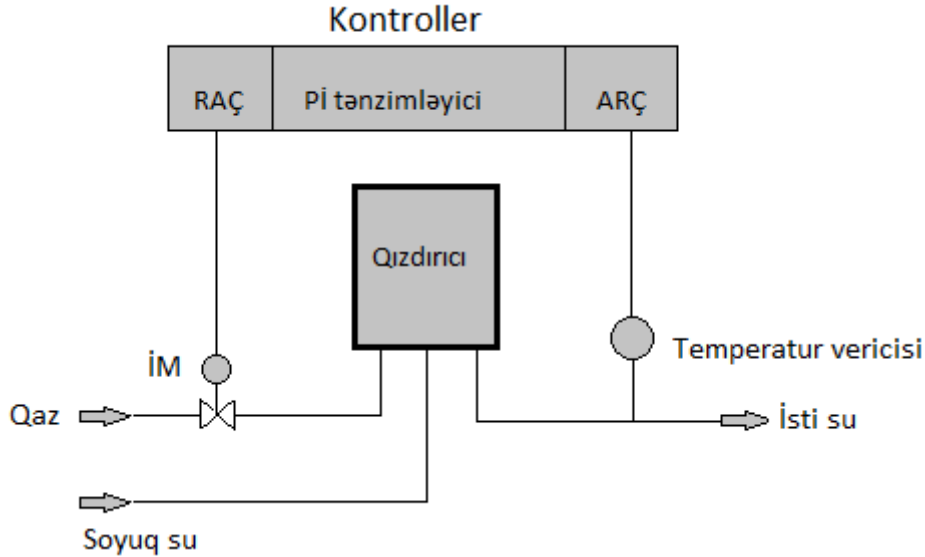 Kontroller
RAÇ
Pİ tənzimləyici
ARÇ
Qızdırıcı
İM
Temperatur vericisi
Qaz
İsti su
Soyuq su